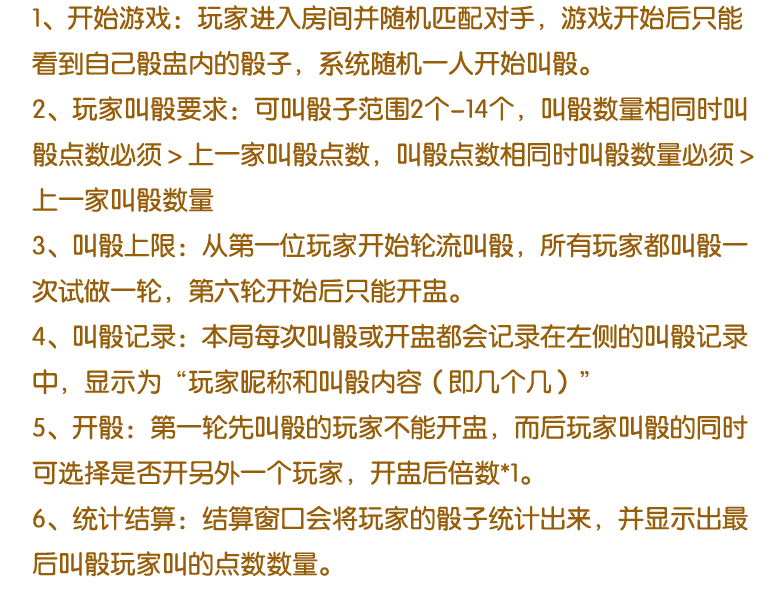 1、开始游戏：玩家进入房间并随机匹配对手，游戏开始后只能
看到自己骰盅内的骰子，系统随机一人开始叫骰。
2、玩家叫骰要求：可叫骰子范围2个-14个，叫骰数量相同时叫
骰点数必须＞上一家叫骰点数，叫骰点数相同时叫骰数量必须＞
上一家叫骰数量
3、叫骰上限：从第一位玩家开始轮流叫骰，所有玩家都叫骰一
次试做一轮，第六轮开始后只能开盅。
4、叫骰记录：本局每次叫骰或开盅都会记录在左侧的叫骰记录
中，显示为“玩家昵称和叫骰内容（即几个几）”
5、开骰：第一轮先叫骰的玩家不能开盅，而后玩家叫骰的同时
可选择是否开另外一个玩家，开盅后倍数*1。
6、统计结算：结算窗口会将玩家的骰子统计出来，并显示出最
后叫骰玩家叫的点数数量。